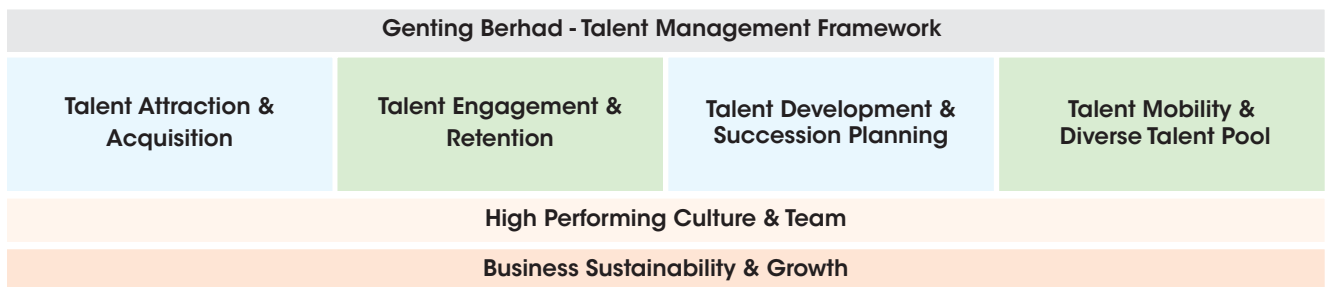 Genting Berhad - Talent Management Framework
Talent Attraction &
Acquisition
Talent Engagement &
Retention
Talent Development &
Succession Planning
Talent Mobility &
Diverse Talent Pool
High Performing Culture & Team
Business Sustainability & Growth